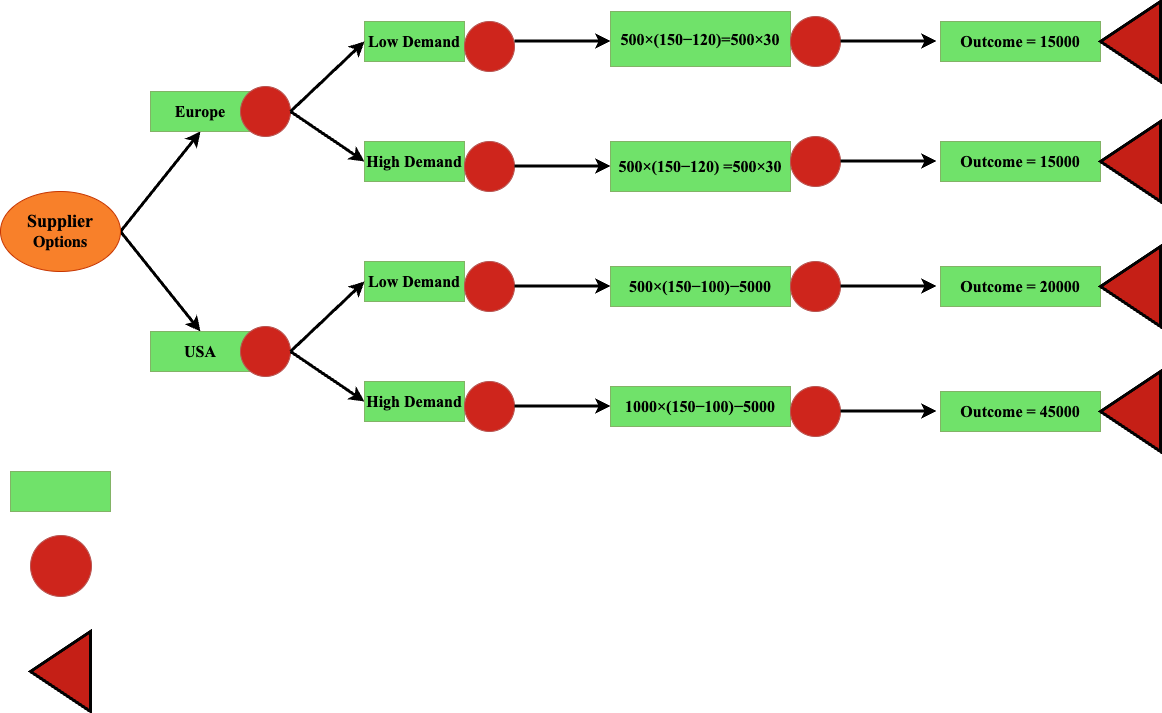 Low Demand
500×(150−120)=500×30
Outcome = 15000
Europe
High Demand
500×(150−120) =500×30
Outcome = 15000
Supplier
Options
Low Demand
500×(150−100)−5000
Outcome = 20000
USA
High Demand
1000×(150−100)−5000
Outcome = 45000